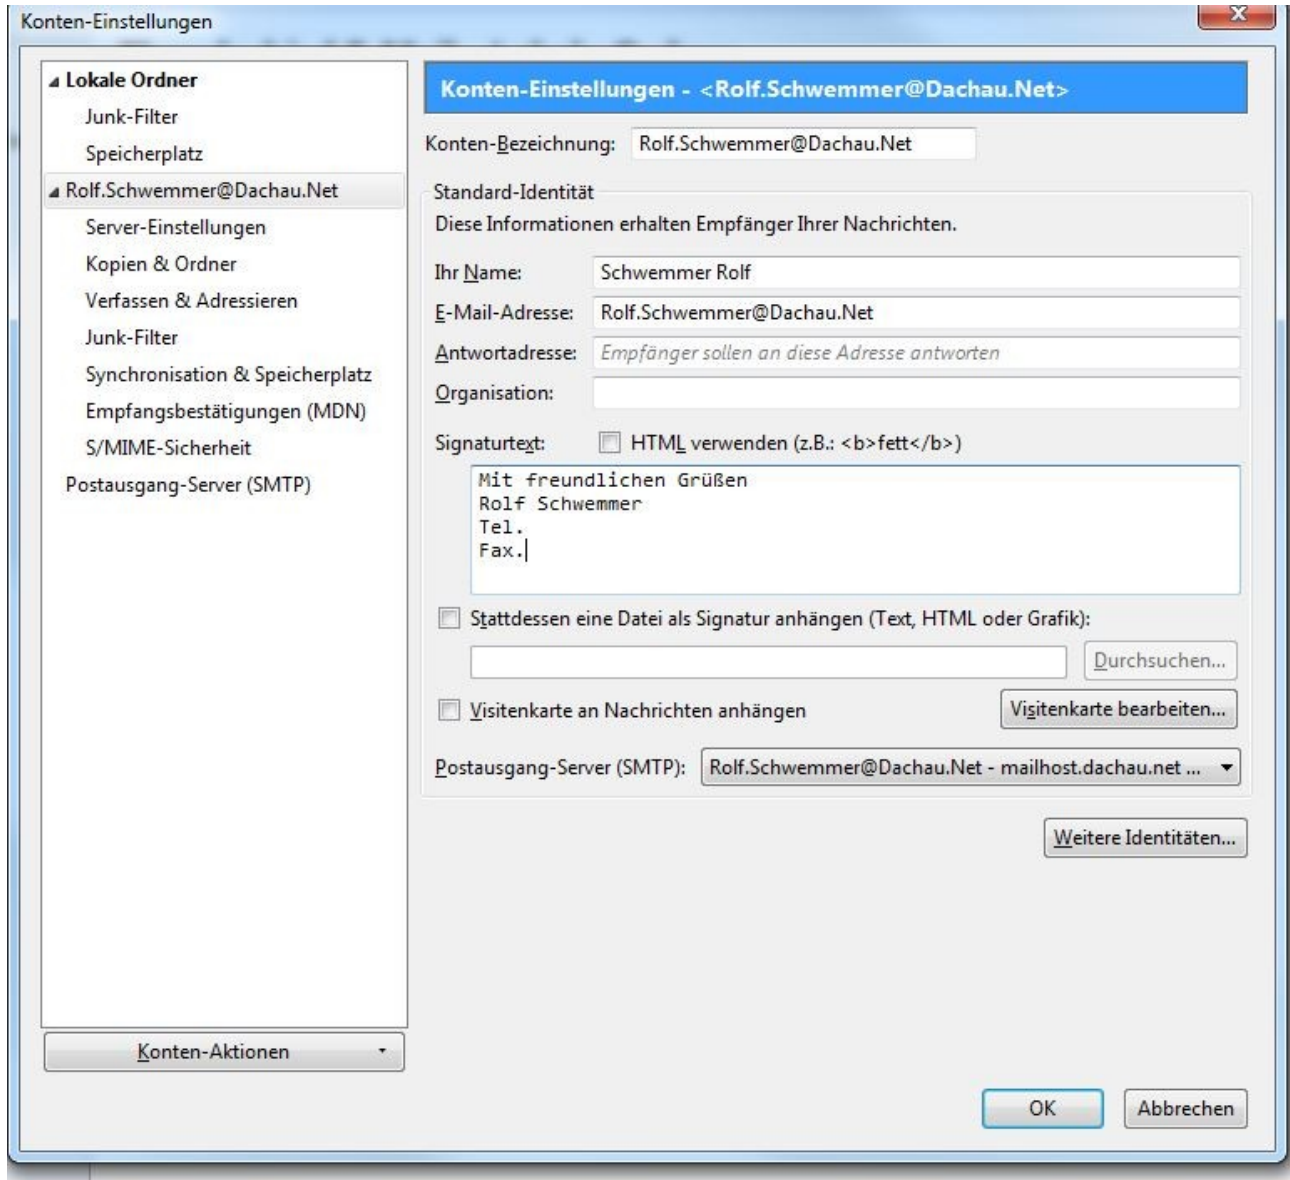 Konten-Einstellungen
Lokale Ordner
Junk-Filter
Speicherplatz
Rolf.Schwemmer@Dachau.Net
Server-Einstellungen
Kopien & Ordner
Verfassen & Adressieren
Junk-Filter
Synchronisation & Speicherplatz
Empfangsbestätigungen (MDN)
S/MIME-Sicherheit
Postausgang-Server (SMTP)
Konten-Aktionen
Konten-Einstellungen - <Rolf.Schwemmer@Dachau.Net>
Konten-Bezeichnung: Rolf.Schwemmer@Dachau.Net
Standard-Identität
Diese Informationen erhalten Empfänger Ihrer Nachrichten.
Ihr Name: Schwemmer Rolf
E-Mail-Adresse: Rolf.Schwemmer@Dachau.Net
Antwortadresse: Empfänger sollen an diese Adresse antworten
Organisation:
Signaturtext: HTML verwenden (z.B.: <b>fett</b>)
Mit freundlichen Grüßen
Rolf Schwemmer
Tel.
Fax.
Stattdessen eine Datei als Signatur anhängen (Text, HTML oder Grafik):
Durchsuchen...
Visitenkarte an Nachrichten anhängen Visitenkarte bearbeiten...
Postausgang-Server (SMTP): Rolf.Schwemmer@Dachau.Net - mailhost.dachau.net ...
Weitere Identitäten...
OK Abbrechen